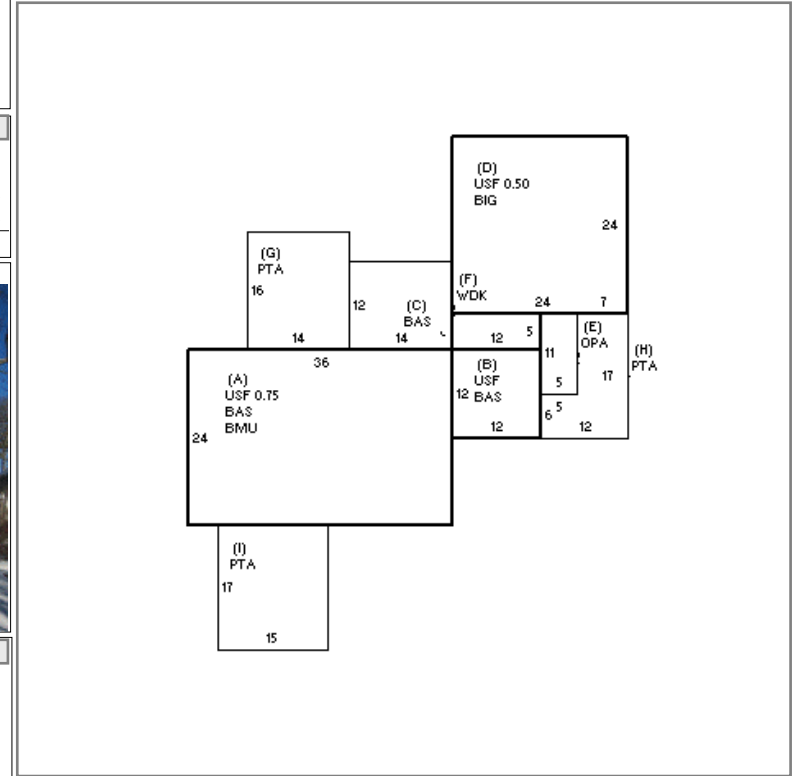 (D)
USF 0.50
BIG
24
(G)
PTA
16
14
(F)
WDK
24 7
12
(C)
BAS
14
12 5
(E)
OPA
11
5
(H)
PTA
17
36
(A)
USF 0.75
BAS
BMU
24
(B)
USF
12 BAS
12
6 5
12
(I)
PTA
17
15